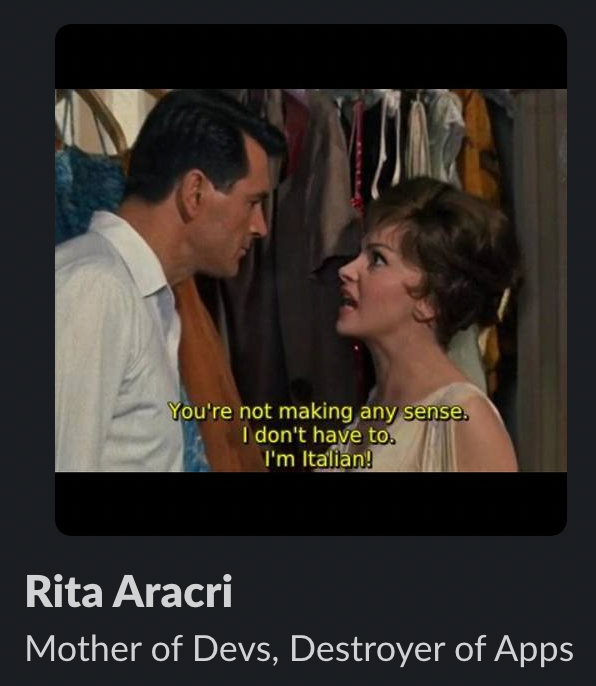 You're not making any sense.
I don't have to.
I'm Italian!
Rita Aracri
Mother of Devs, Destroyer of Apps